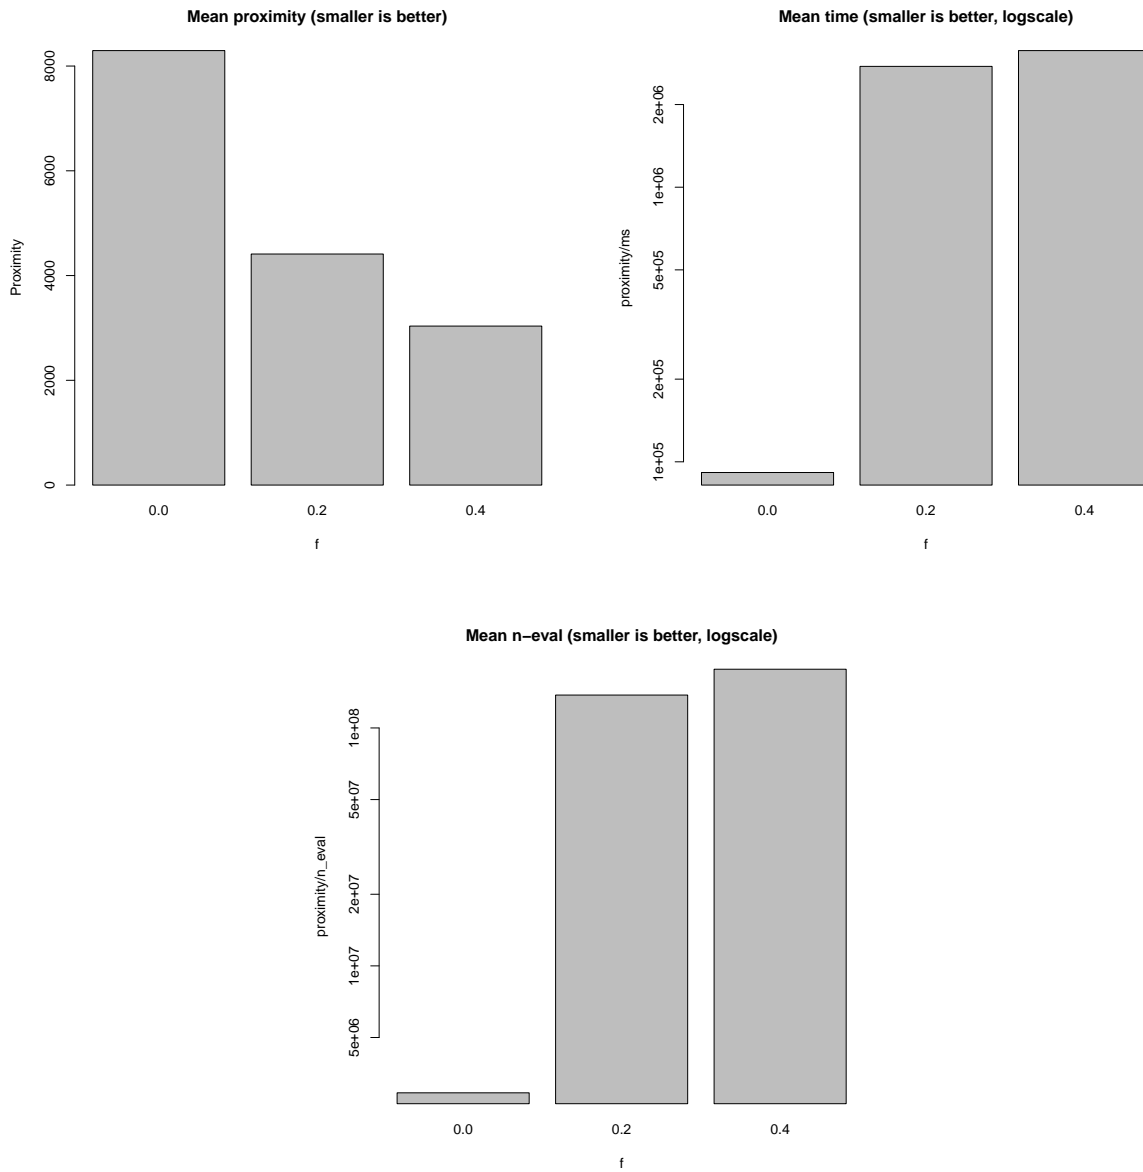 Mean proximity (smaller is better)
Proximity
8000
6000
4000
2000
0
0.0 0.2 0.4
f
Mean time (smaller is better, logscale)
proximity/ms
2e+06
1e+06
5e+05
2e+05
1e+05
0.0 0.2 0.4
f
Mean n−eval (smaller is better, logscale)
proximity/n_eval
1e+08
5e+07
2e+07
1e+07
5e+06
0.0 0.2 0.4
f